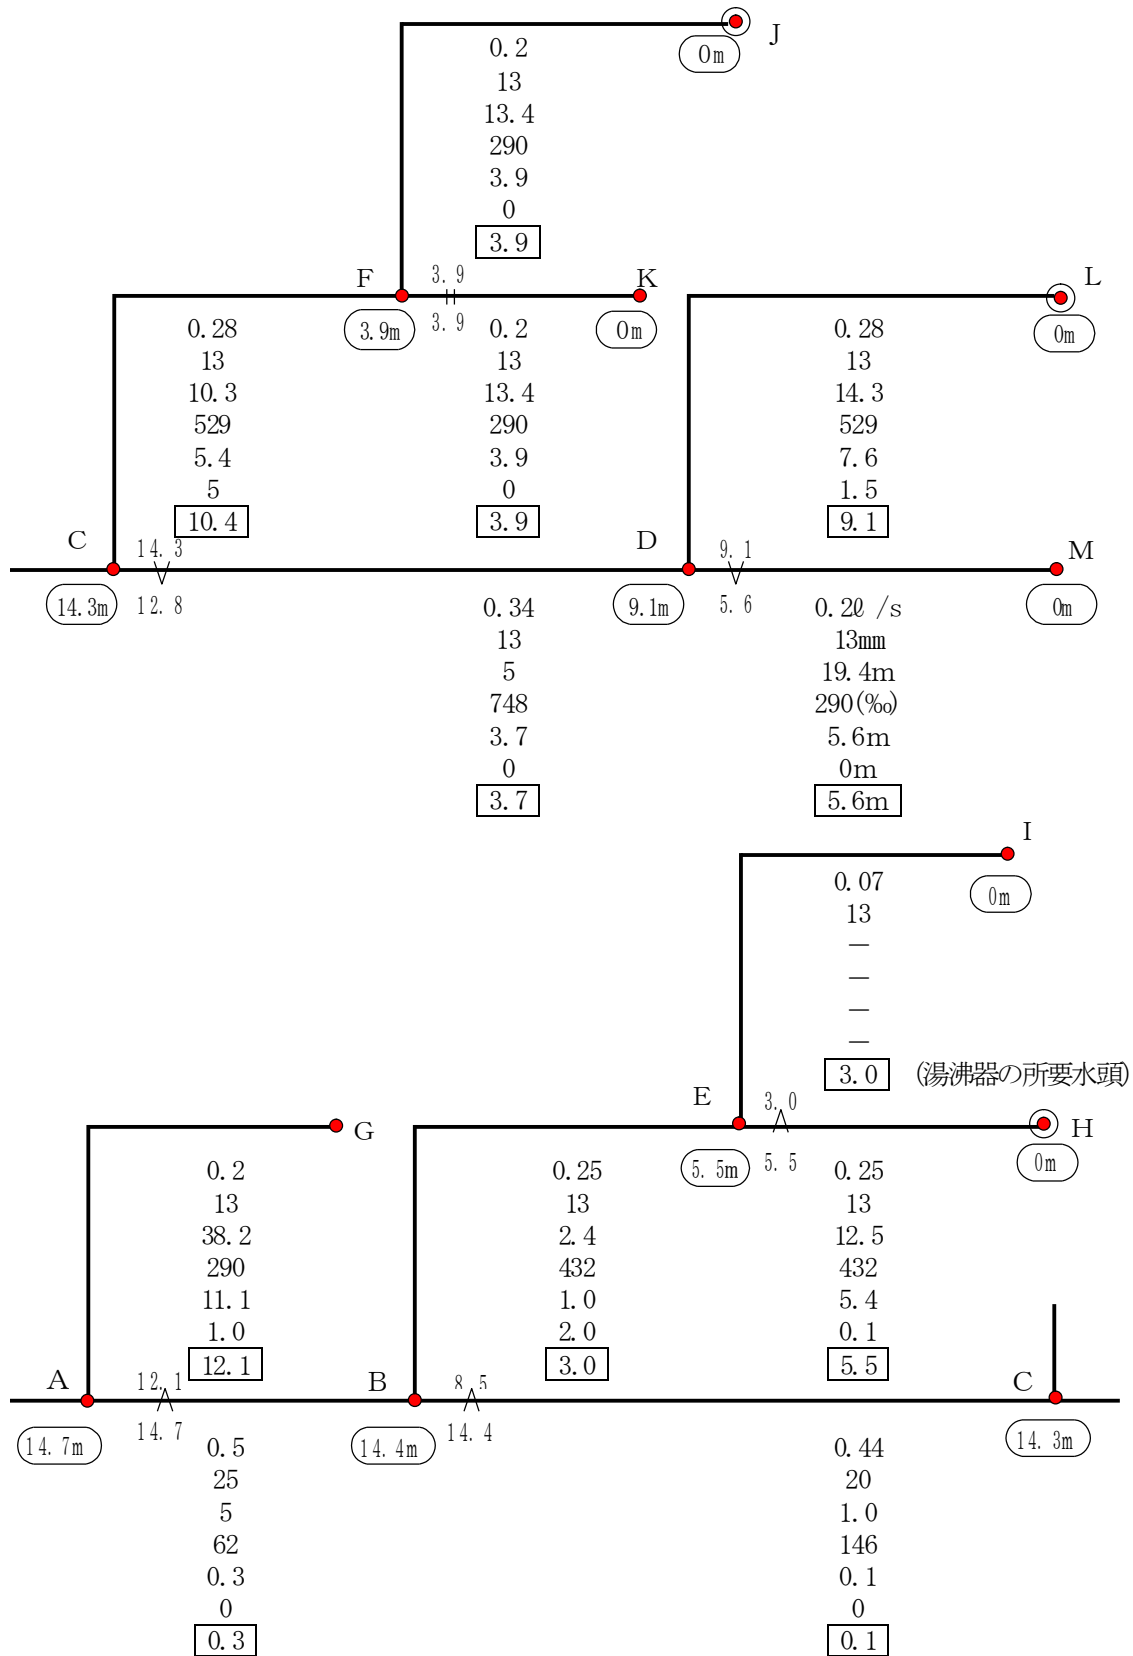 J
0m
0.2
13
13.4
290
3.9
0
3.9
F
3.9
3.9
3.9m
K
0m
L
0m
0.28
13
10.3
529
5.4
5
10.4
0.2
13
13.4
290
3.9
0
3.9
0.28
13
14.3
529
7.6
1.5
9.1
C
14.3
12.8
14.3m
D
9.1
5.6
9.1m
M
0m
0.34
13
5
748
3.7
0
3.7
0.2ℓ/s
13mm
19.4m
290(‰)
5.6m
0m
5.6m
I
0m
0.07
13
—
—
—
—
3.0 (湯沸器の所要水頭)
E
3.0
5.5
5.5m
H
0m
G
0.2
13
38.2
290
11.1
1.0
12.1
0.25
13
2.4
432
1.0
2.0
3.0
0.25
13
12.5
432
5.4
0.1
5.5
A
12.1
14.7
14.7m
B
8.5
14.4
14.4m
C
14.3m
0.5
25
5
62
0.3
0
0.3
0.44
20
1.0
146
0.1
0
0.1